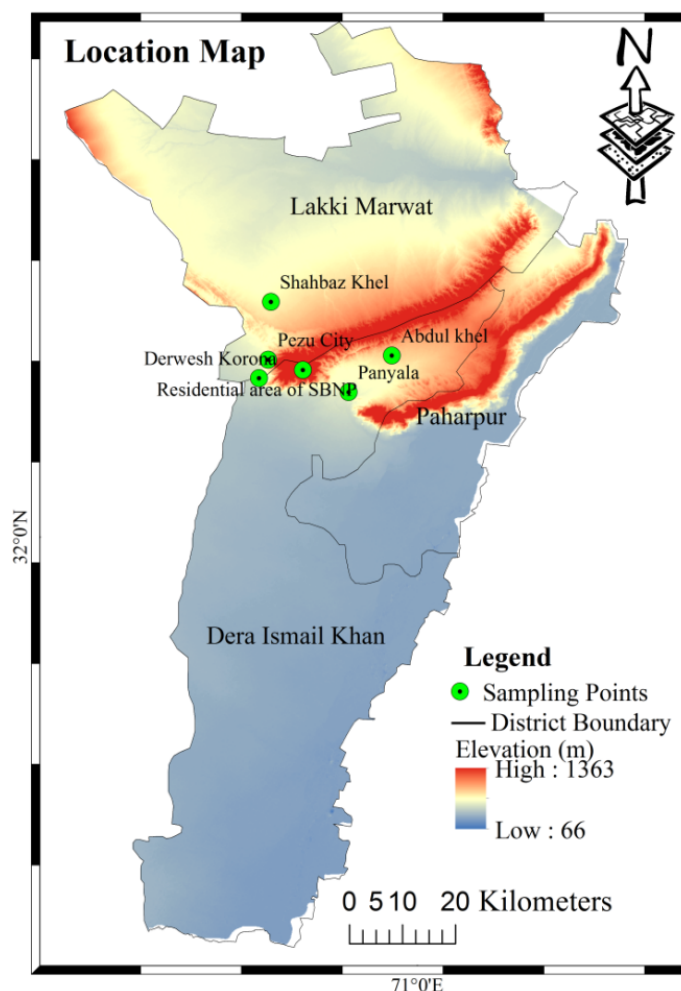 Location Map
N
Lakki Marwat
Shahbaz Khel
Pezu City
Abdul khel
Derwesh Korona
Panyala
Residential area of SBNP
Paharpur
32°0'N
Dera Ismail Khan
Legend
Sampling Points
District Boundary
Elevation (m)
High : 1363
Low : 66
0 5 10 20 Kilometers
71°0'E